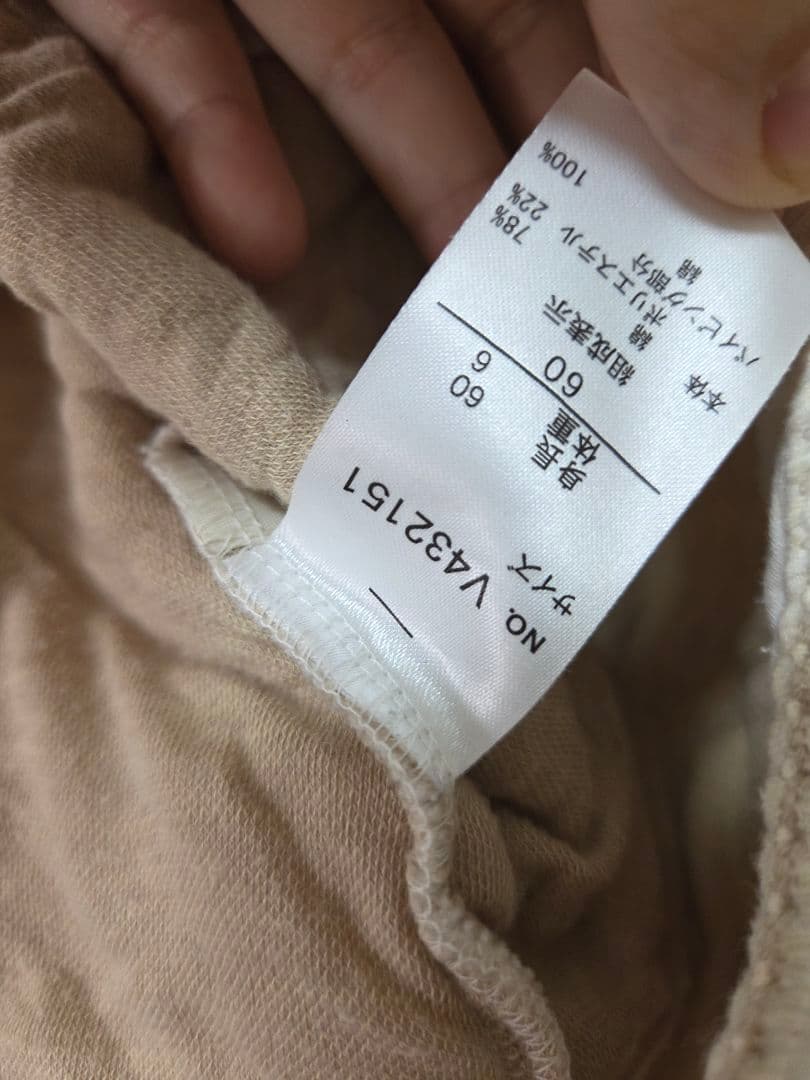 NO. V432151
サイズ 60
身長 60
体重 6
組成表示
本体
綿 78%
ポリエステル 22%
パイピング部分
綿 100%